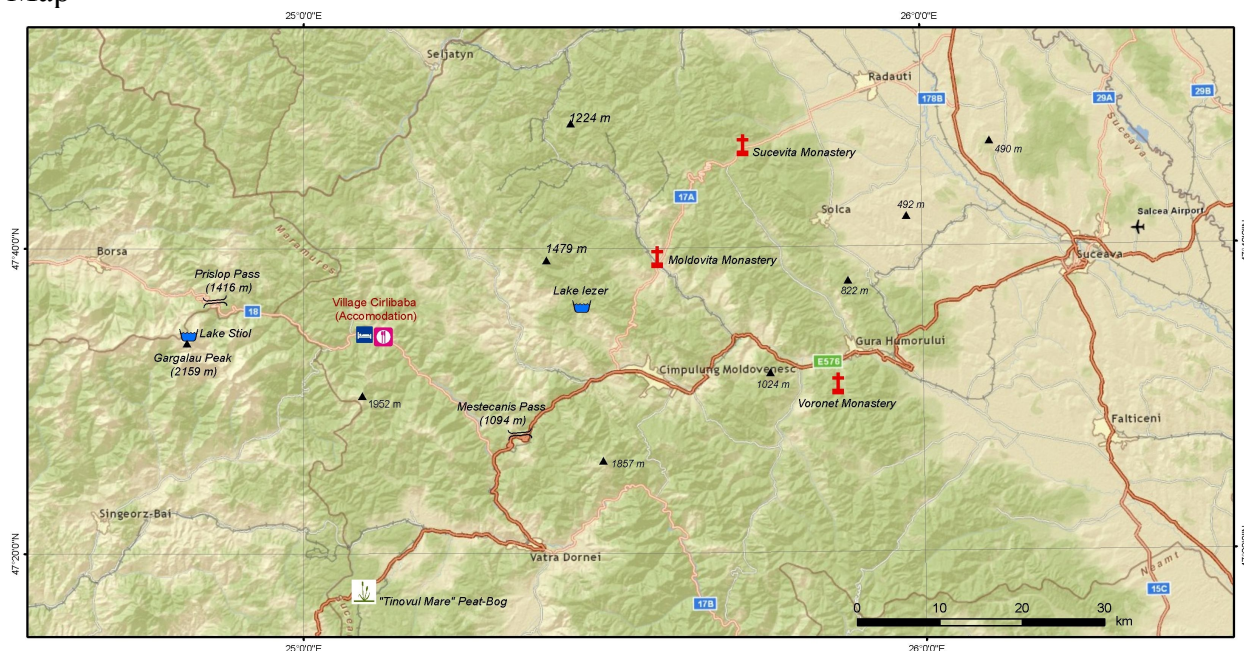 Map
25°0'0"E
26°0'0"E
Seljatyn
Radauti
178B
29A
29B
Suceava
1224 m
490 m
Sucevita Monastery
17A
492 m
Solca
Salcea Airport
47°40'0"N
Maramures
Borsa
1479 m
Moldovita Monastery
Suceava
Prislop Pass
(1416 m)
Lake Iezer
822 m
Village Cirlibaba
(Accomodation)
18
Lake Stiol
Gura Humorului
Gargalau Peak
(2159 m)
E576
Cimpulung Moldovenesc
1024 m
1952 m
Voronet Monastery
Mestecanis Pass
(1094 m)
Falticeni
1857 m
Singeorz-Bai
47°20'0"N
Vatra Dornei
Neamt
15C
"Tinovul Mare" Peat-Bog
Suceava
17B
0 10 20 30
km
25°0'0"E
26°0'0"E